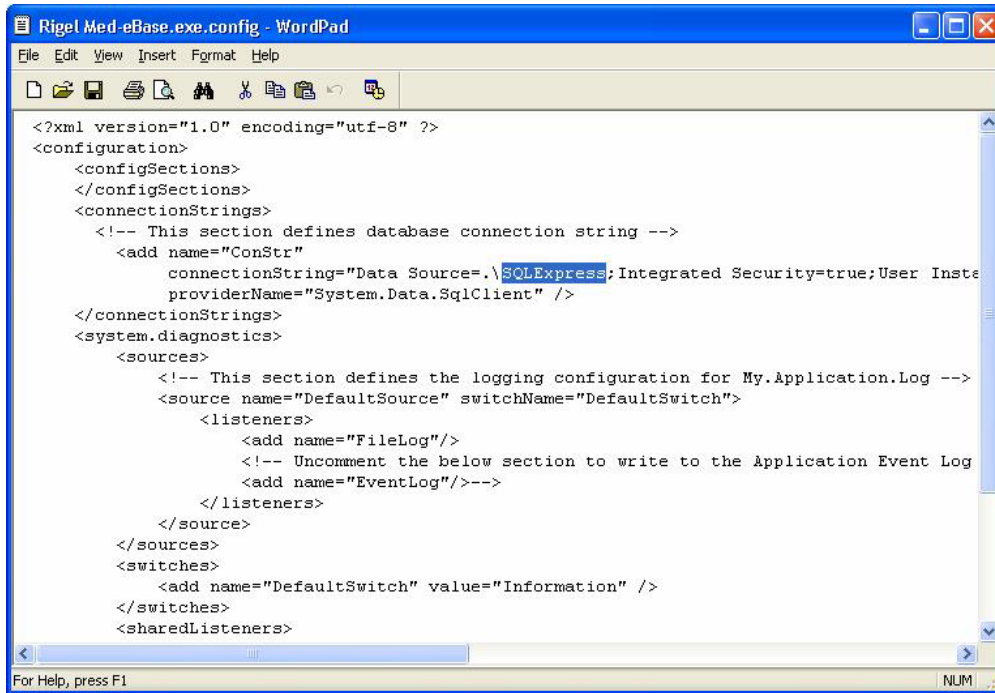 Rigel Med-eBase.exe.config - WordPad
File Edit View Insert Format Help
<?xml version="1.0" encoding="utf-8" ?>
<configuration>
<configSections>
</configSections>
<connectionStrings>
<!-- This section defines database connection string -->
<add name="ConStr"
connectionString="Data Source=.\SQLExpress;Integrated Security=true;User Insta
providerName="System.Data.SqlClient" />
</connectionStrings>
<system.diagnostics>
<sources>
<!-- This section defines the logging configuration for My.Application.Log -->
<source name="DefaultSource" switchName="DefaultSwitch">
<listeners>
<add name="FileLog"/>
<!-- Uncomment the below section to write to the Application Event Log
<add name="EventLog"/>-->
</listeners>
</source>
</sources>
<switches>
<add name="DefaultSwitch" value="Information" />
</switches>
<sharedListeners>
For Help, press F1
NUM